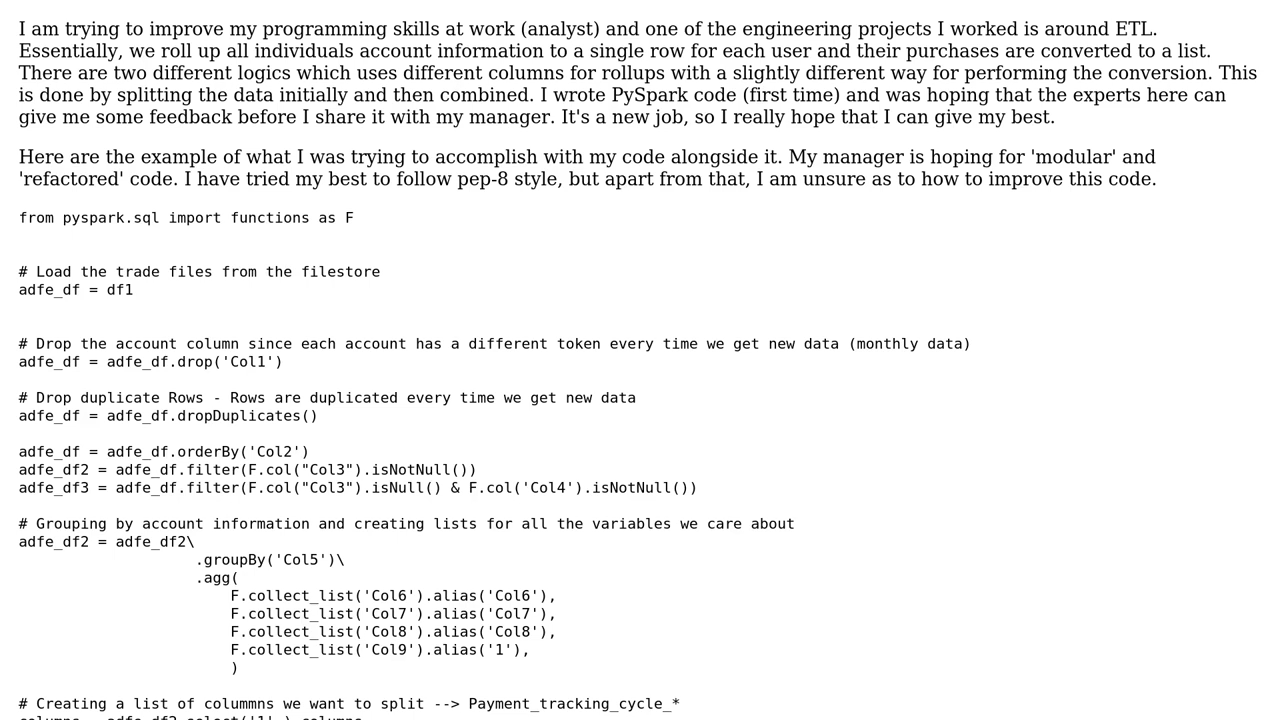 I am trying to improve my programming skills at work (analyst) and one of the engineering projects I worked is around ETL.
Essentially, we roll up all individuals account information to a single row for each user and their purchases are converted to a list.
There are two different logics which uses different columns for rollups with a slightly different way for performing the conversion. This
is done by splitting the data initially and then combined. I wrote PySpark code (first time) and was hoping that the experts here can
give me some feedback before I share it with my manager. It's a new job, so I really hope that I can give my best.
Here are the example of what I was trying to accomplish with my code alongside it. My manager is hoping for 'modular' and
'refactored' code. I have tried my best to follow pep-8 style, but apart from that, I am unsure as to how to improve this code.
from pyspark.sql import functions as F
# Load the trade files from the filestore
adfe_df = df1
# Drop the account column since each account has a different token every time we get new data (monthly data)
adfe_df = adfe_df.drop('Col1')
# Drop duplicate Rows - Rows are duplicated every time we get new data
adfe_df = adfe_df.dropDuplicates()
adfe_df = adfe_df.orderBy('Col2')
adfe_df2 = adfe_df.filter(F.col("Col3").isNotNull())
adfe_df3 = adfe_df.filter(F.col("Col3").isNull() & F.col('Col4').isNotNull())
# Grouping by account information and creating lists for all the variables we care about
adfe_df2 = adfe_df2\
.groupBy('Col5')\
.agg(
F.collect_list('Col6').alias('Col6'),
F.collect_list('Col7').alias('Col7'),
F.collect_list('Col8').alias('Col8'),
F.collect_list('Col9').alias('1'),
)
# Creating a list of colummns we want to split --> Payment_tracking_cycle_*